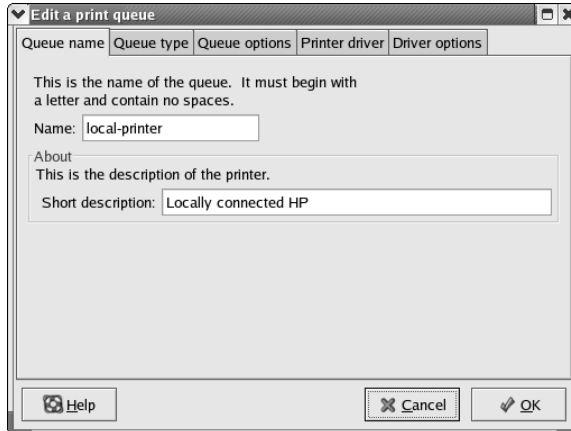 Edit a print queue
Queue name Queue type Queue options Printer driver Driver options
This is the name of the queue. It must begin with
a letter and contain no spaces.
Name: local-printer
About
This is the description of the printer.
Short description: Locally connected HP
Help Cancel OK